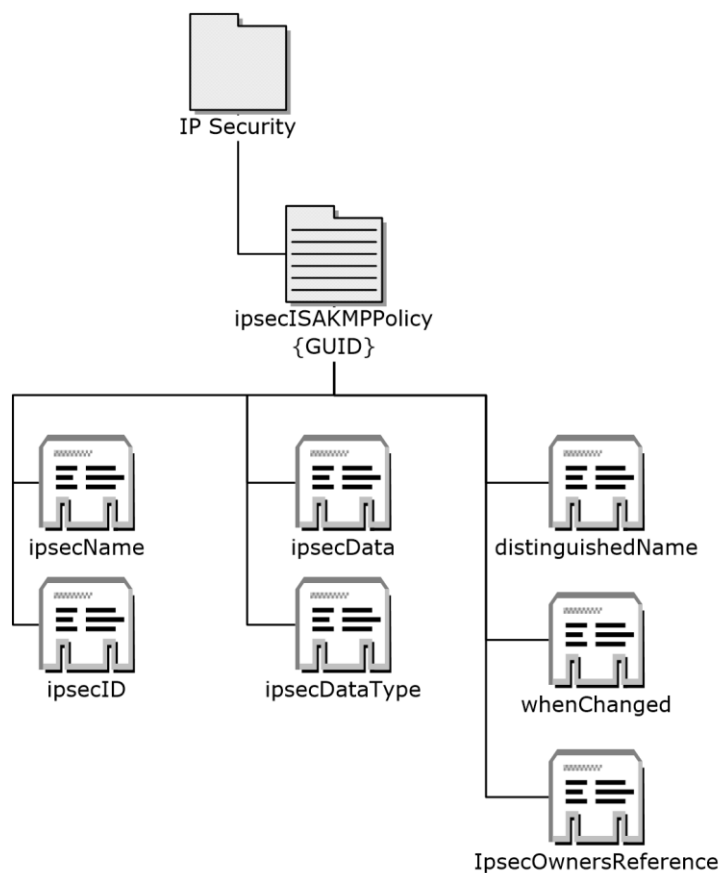 IP Security
ipsecISAKMPPolicy
{GUID}
ipsecName
ipsecData
distinguishedName
ipsecID
ipsecDataType
whenChanged
IpsecOwnersReference